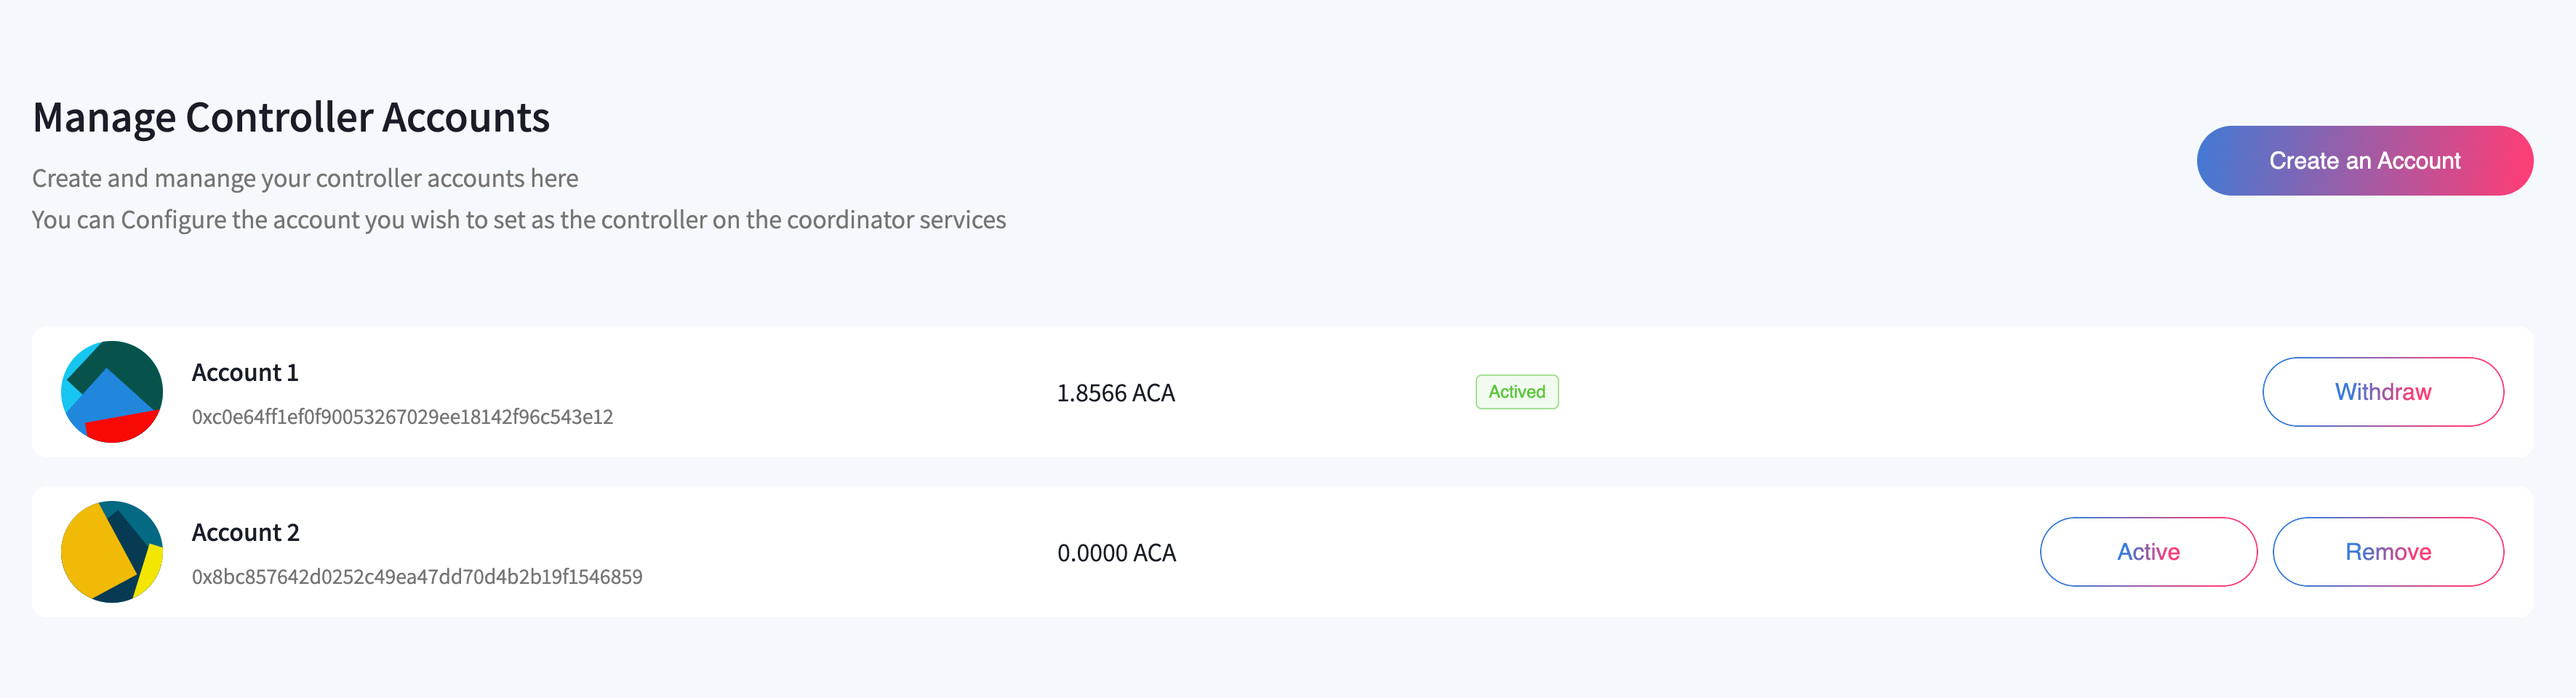 Manage Controller Accounts
Create and manange your controller accounts here
You can Configure the account you wish to set as the controller on the coordinator services
Create an Account
Account 1
0xc0e64ff1ef0f90053267029ee18142f96c543e12
1.8566 ACA
Actived
Withdraw
Account 2
0x8bc857642d0252c49ea47dd70d4b2b19f1546859
0.0000 ACA
Active
Remove